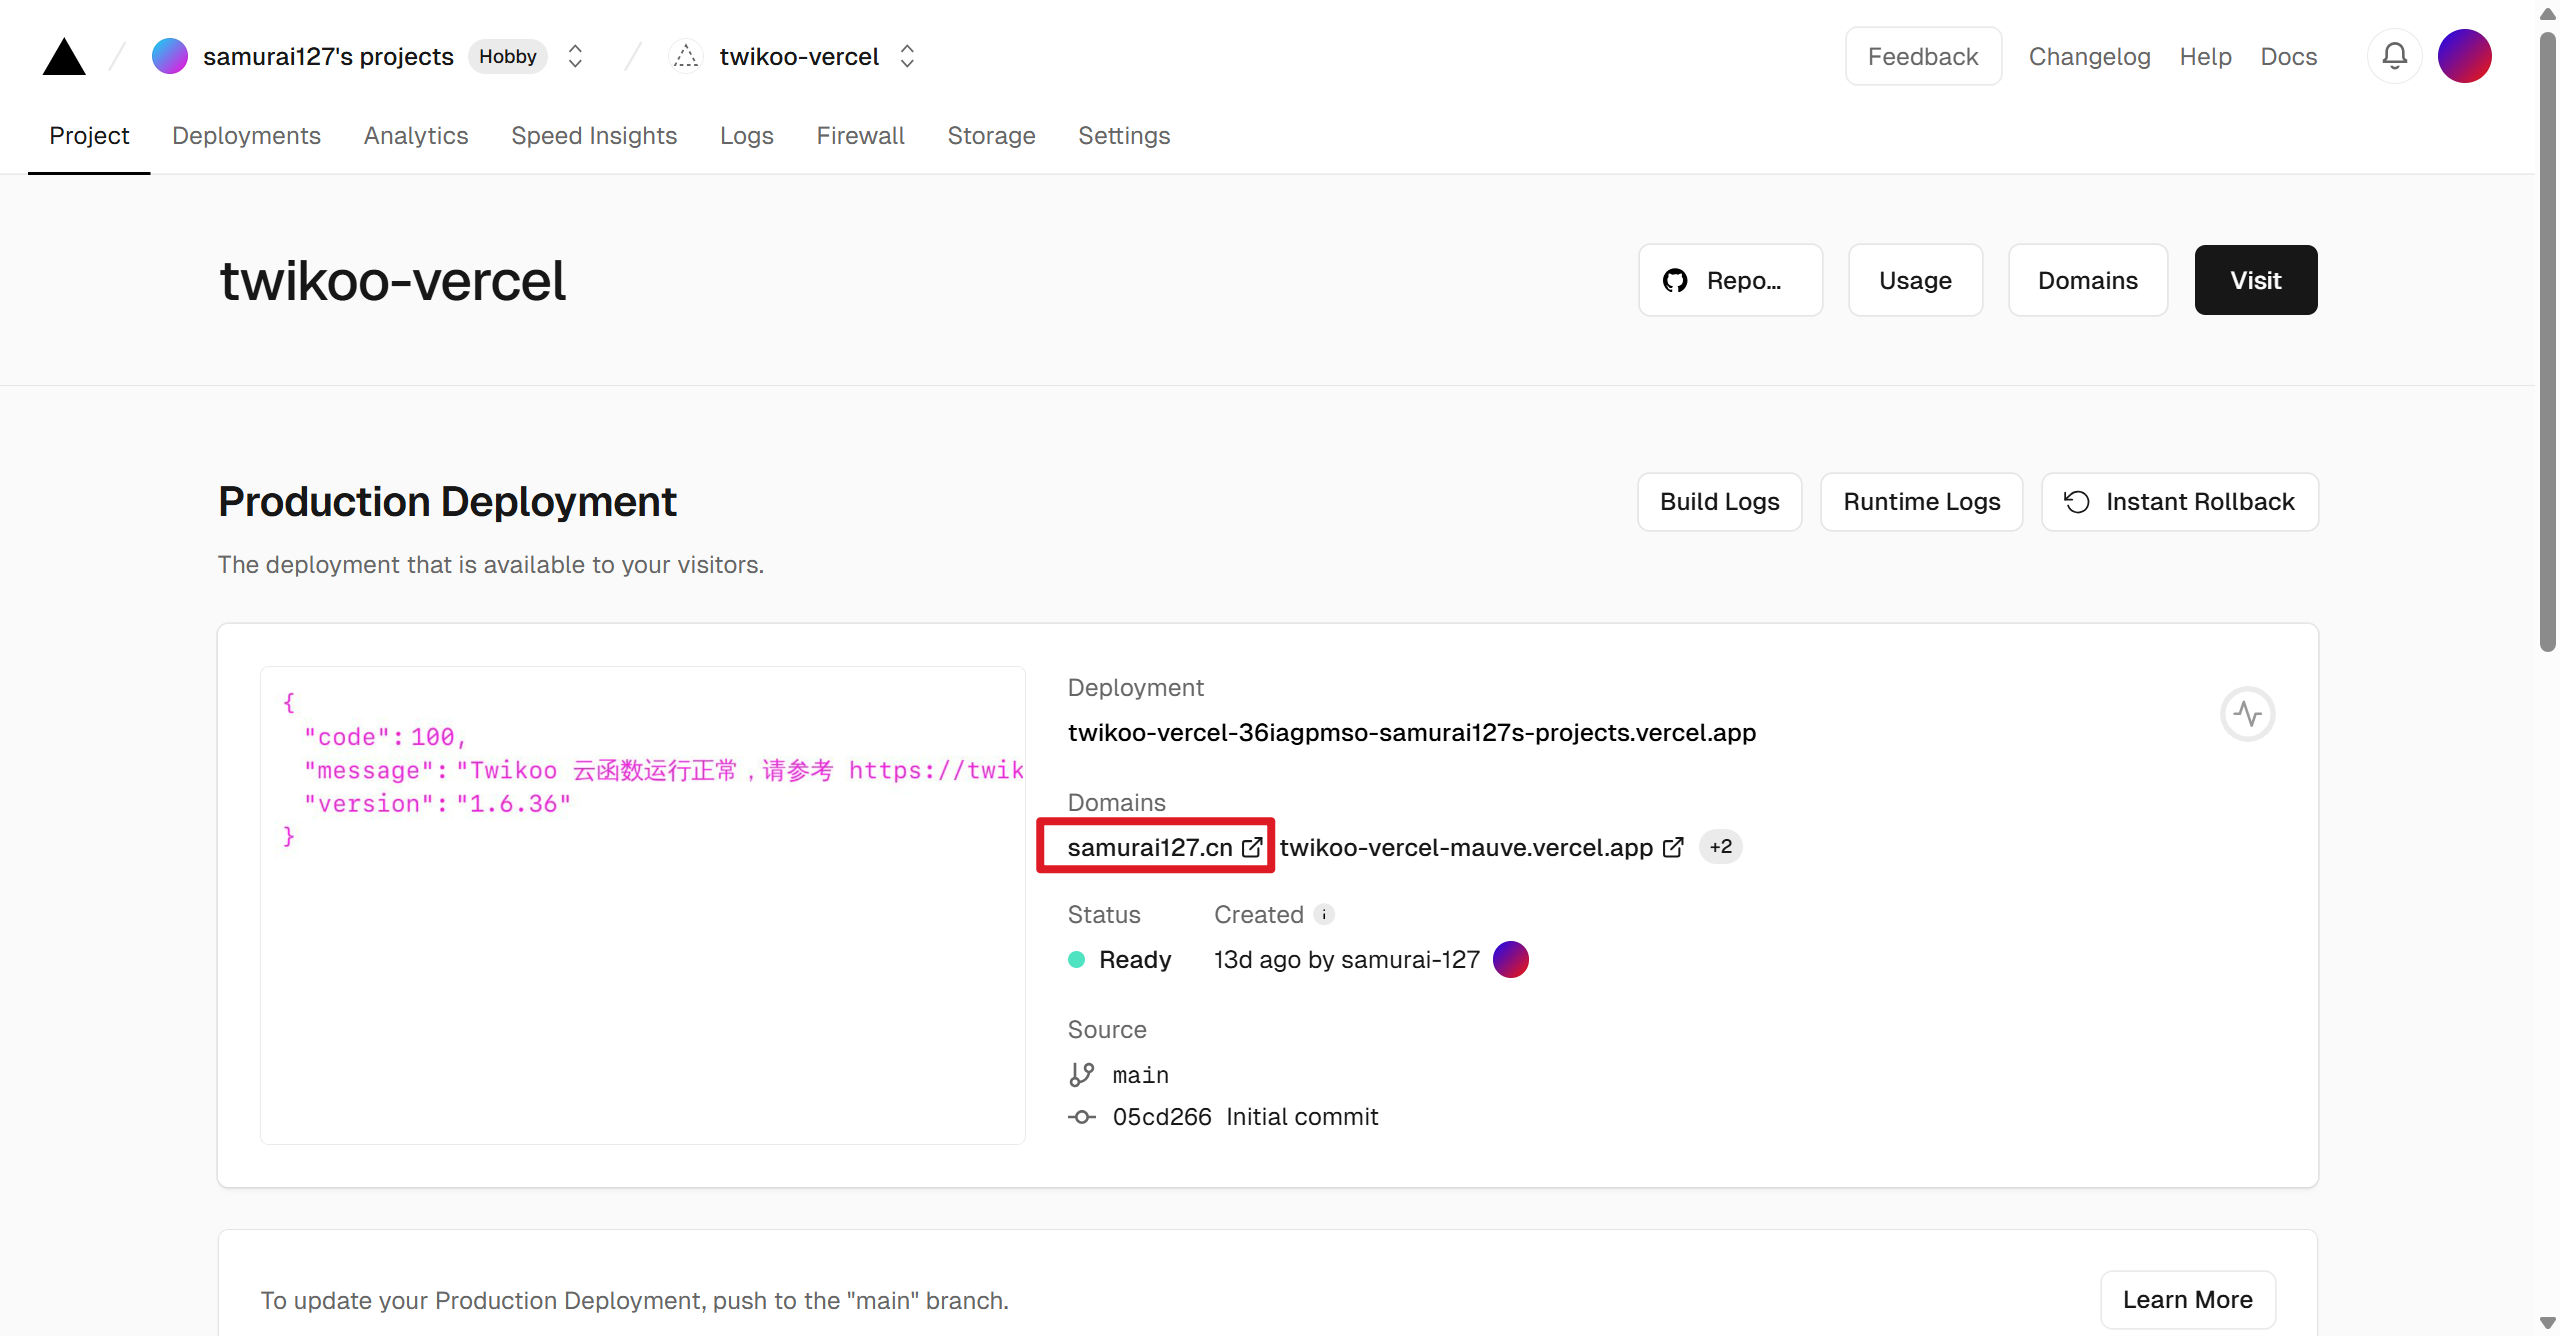 samurai127's projects Hobby twikoo-vercel Feedback Changelog Help Docs
Project Deployments Analytics Speed Insights Logs Firewall Storage Settings
twikoo-vercel Repo... Usage Domains Visit
Production Deployment Build Logs Runtime Logs Instant Rollback
The deployment that is available to your visitors.
{
"code": 100,
"message": "Twikoo 云函数运行正常，请参考 https://twik
"version": "1.6.36"
}
Deployment
twikoo-vercel-36iagpmso-samurai127s-projects.vercel.app
Domains
samurai127.cn twikoo-vercel-mauve.vercel.app +2
Status Created
Ready 13d ago by samurai-127
Source
main
05cd266 Initial commit
To update your Production Deployment, push to the "main" branch. Learn More